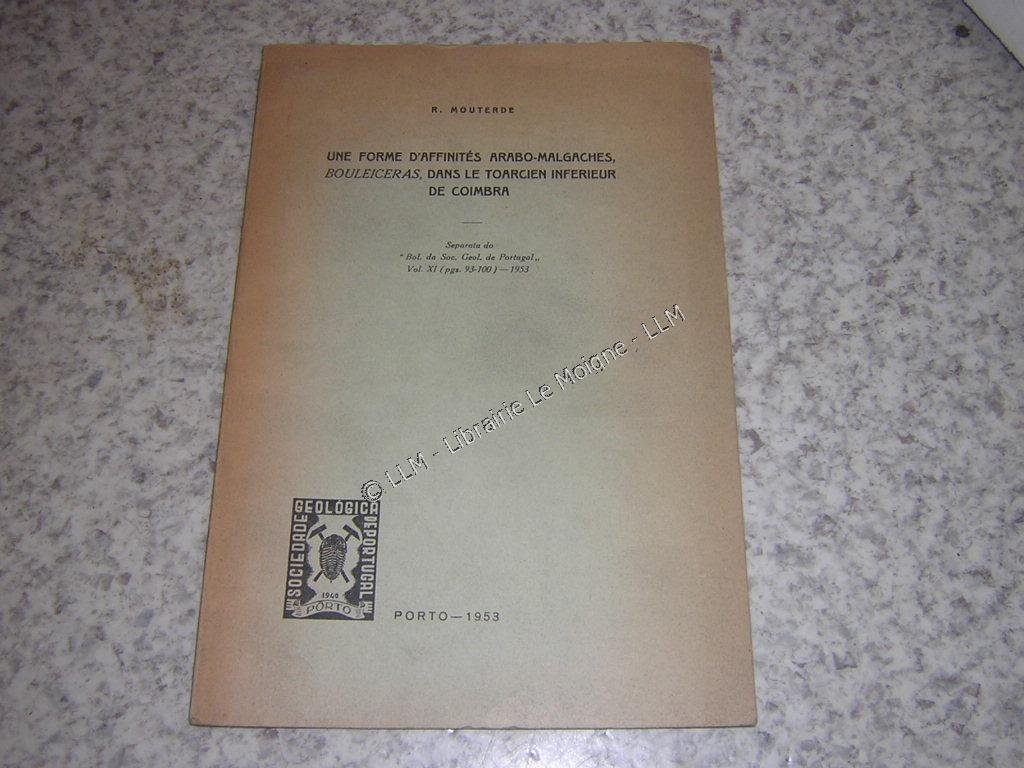 R. MOUTERDE
UNE FORME D'AFFINITÉS ARABO-MALGACHES,
BOULEICERAS, DANS LE TOARCIEN INFERIEUR
DE COIMBRA
Separata do
"Bol. da Soc. Geol. de Portugal„
Vol. XI (pgs. 93-100) — 1953
© LLM - Librairie Le Moigne - LLM
SOCIEDADE
GEOLÓGICA
DE PORTUGAL
1940
PORTO
PORTO — 1953